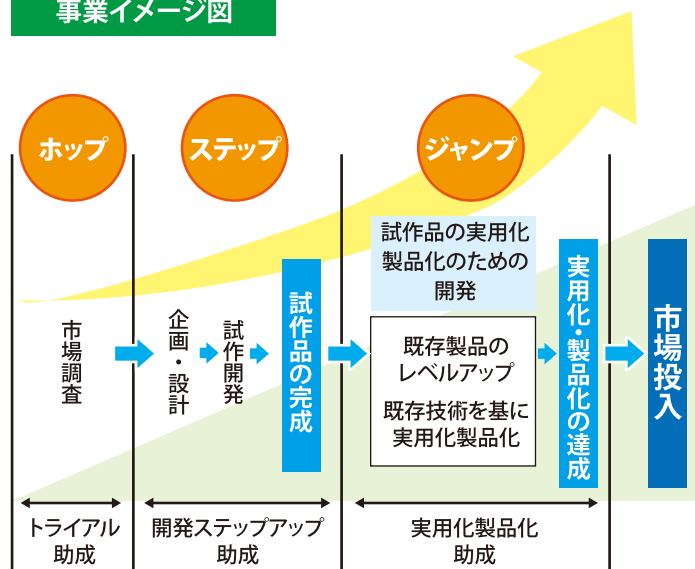 事業イメージ図
ホップ
ステップ
ジャンプ
市場調査
企画・設計
試作開発
試作品の完成
試作品の実用化
製品化のための
開発
既存製品の
レベルアップ
既存技術を基に
実用化製品化
実用化・製品化の達成
市場投入
トライアル
助成
開発ステップアップ
助成
実用化製品化
助成